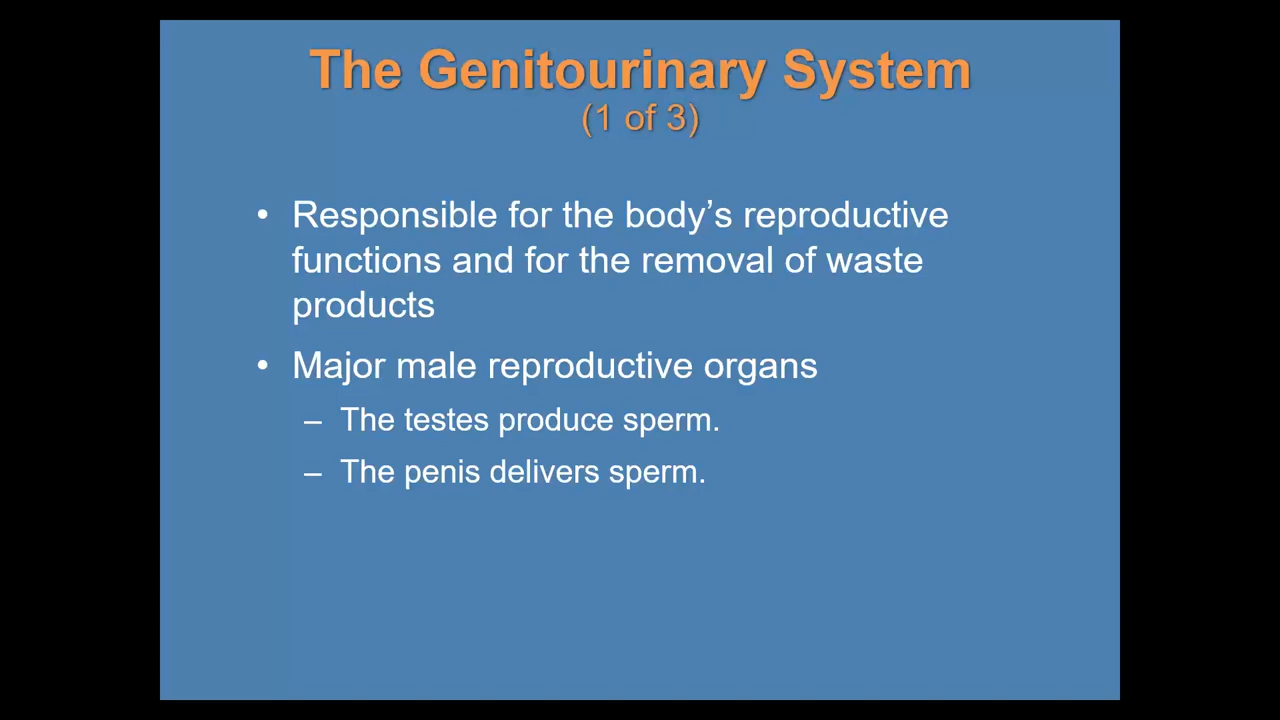 The Genitourinary System
(1 of 3)
• Responsible for the body’s reproductive
functions and for the removal of waste
products
• Major male reproductive organs
– The testes produce sperm.
– The penis delivers sperm.